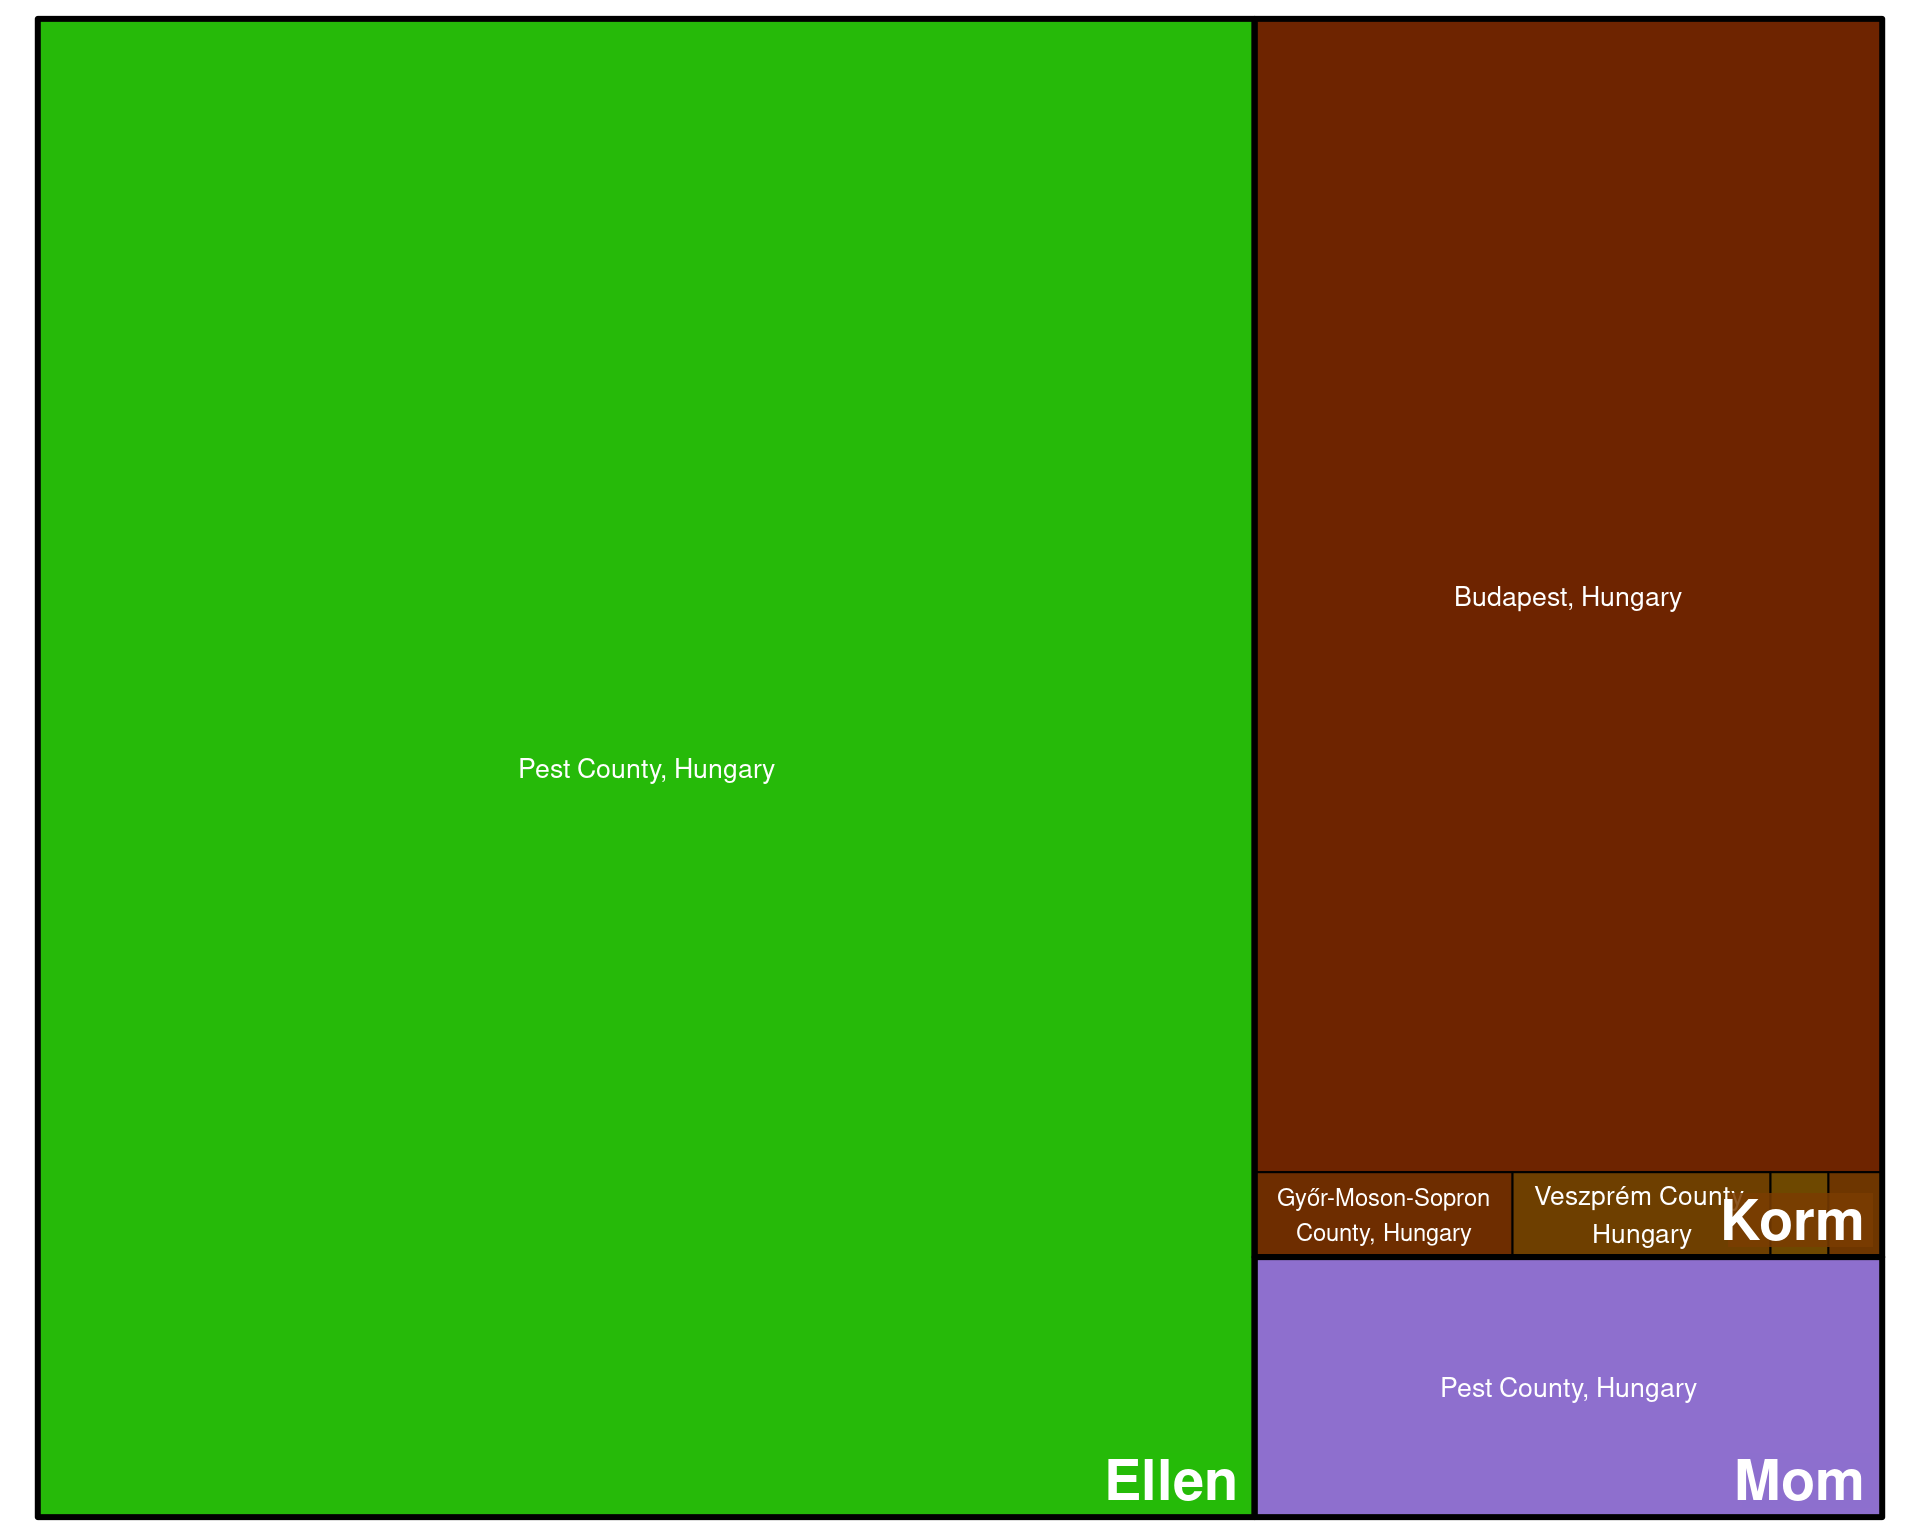 Pest County, Hungary
Ellen
Budapest, Hungary
Győr-Moson-Sopron
County, Hungary
Veszprém County,
Hungary
Korm
Pest County, Hungary
Mom